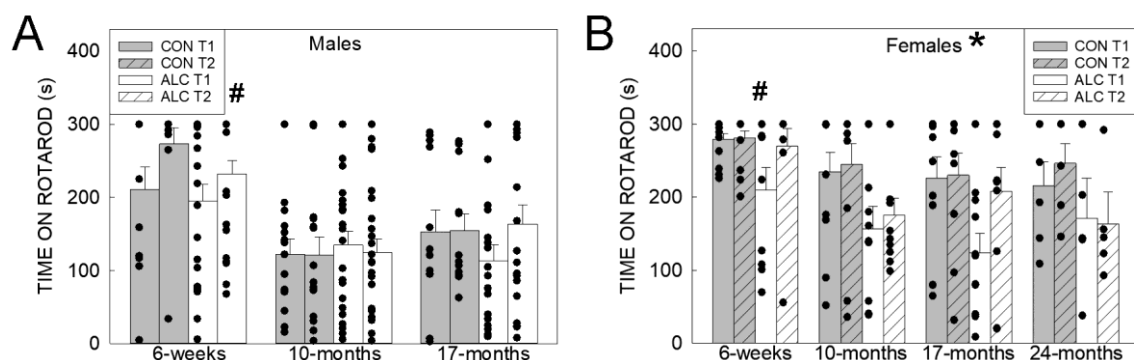 A
TIME ON ROTAROD (s)
400
300
200
100
0
CON T1
CON T2
ALC T1
ALC T2
Males
#
6-weeks
10-months
17-months
B
TIME ON ROTAROD (s)
400
300
200
100
0
Females *
#
CON T1
CON T2
ALC T1
ALC T2
6-weeks
10-months
17-months
24-months